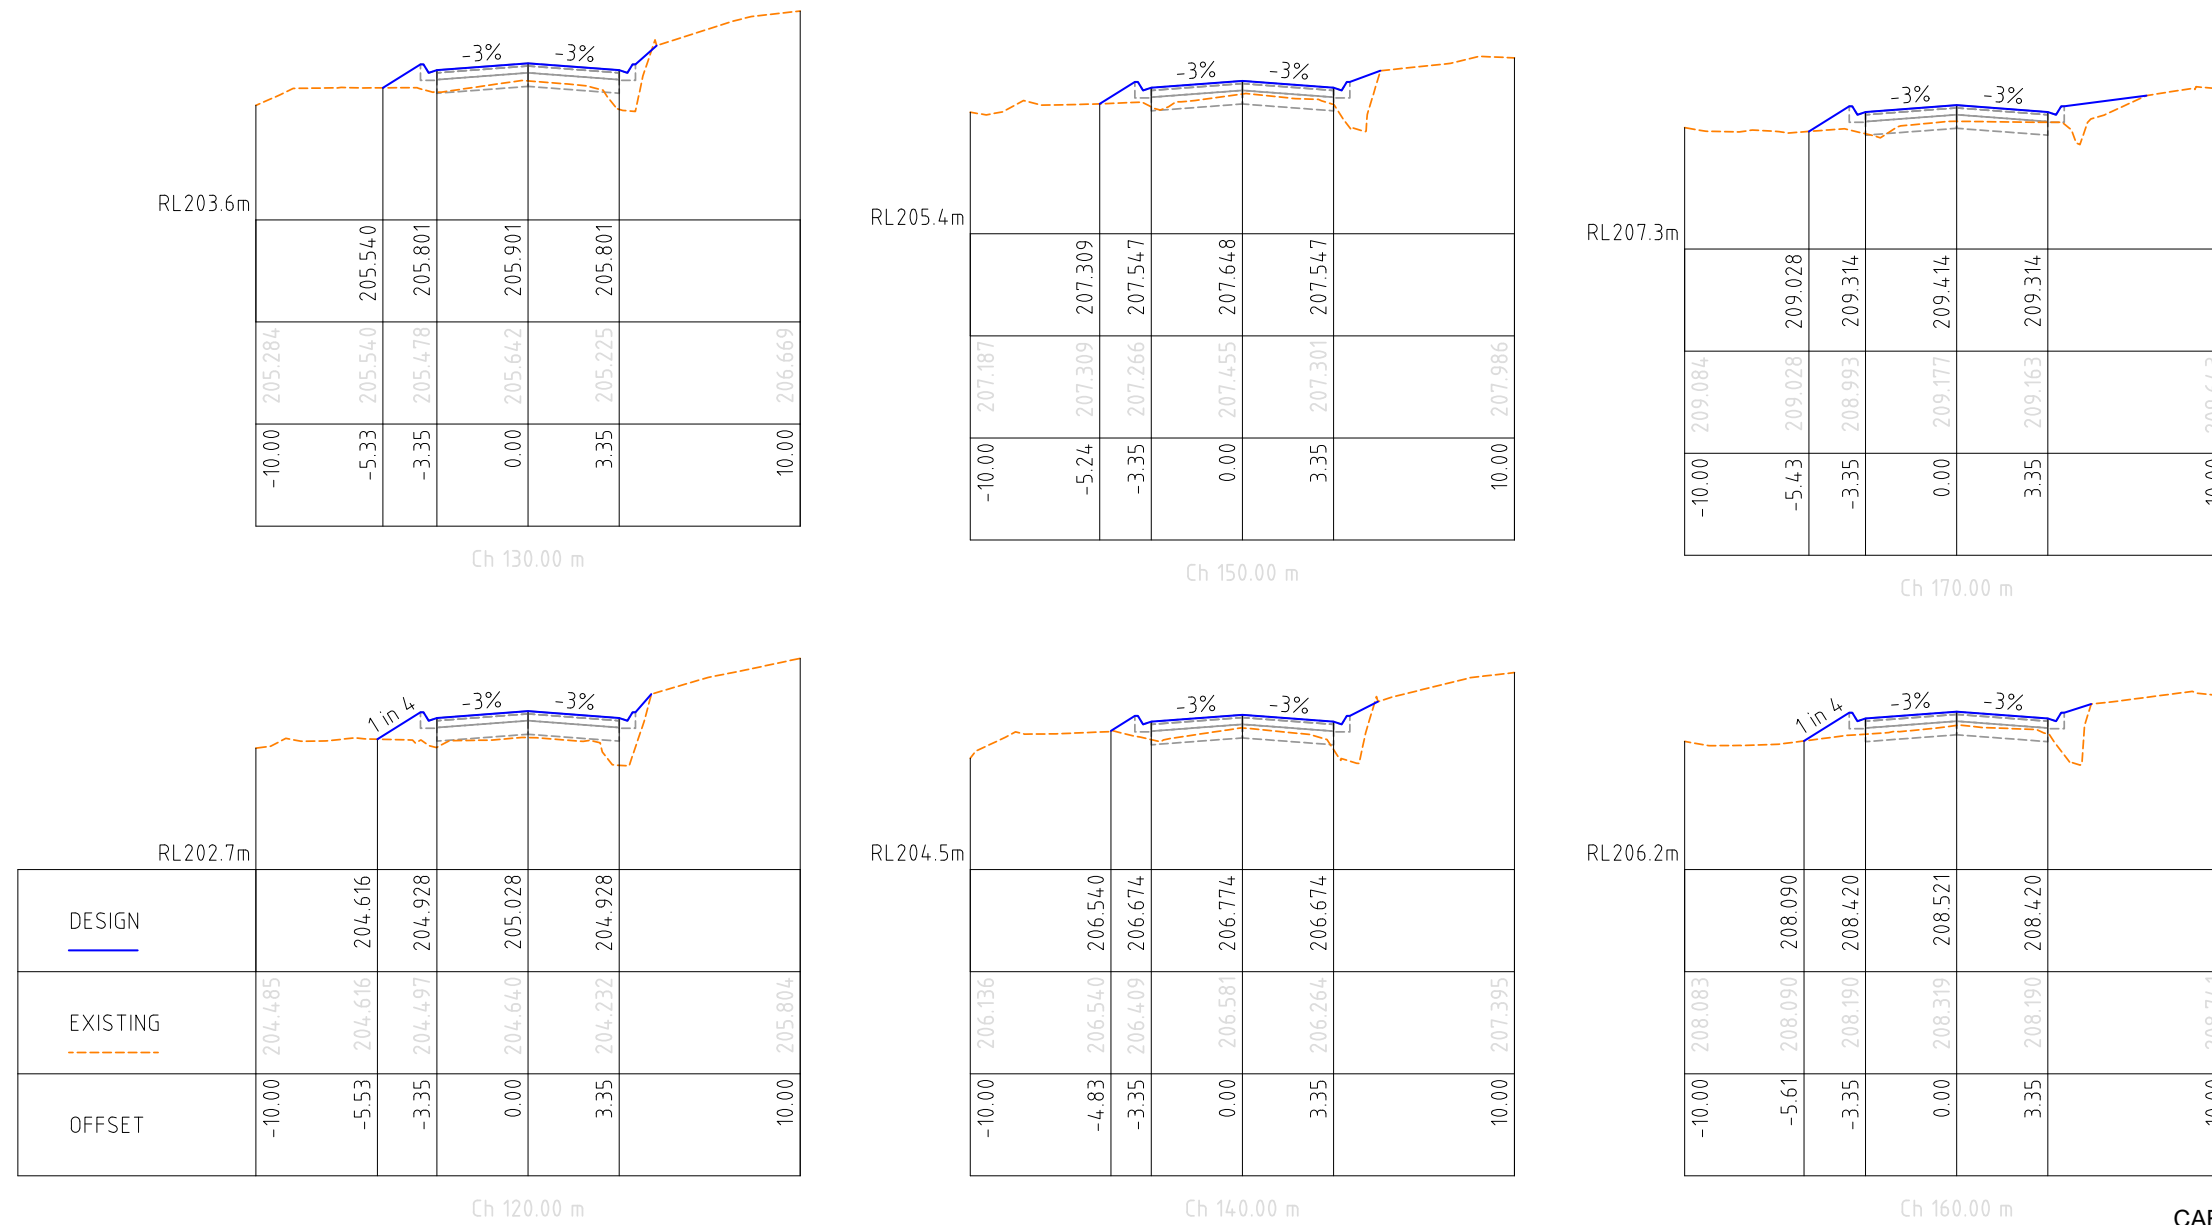 -3% -3%
RL203.6m
205.540 205.801 205.901 205.801
205.284 205.540 205.478 205.642 205.225 206.669
-10.00 -5.33 -3.35 0.00 3.35 10.00
Ch 130.00 m
-3% -3%
RL205.4m
207.309 207.547 207.648 207.547
207.187 207.309 207.266 207.455 207.301 207.986
-10.00 -5.24 -3.35 0.00 3.35 10.00
Ch 150.00 m
-3% -3%
RL207.3m
209.028 209.314 209.414 209.314
209.084 209.028 208.993 209.177 209.163
-10.00 -5.43 -3.35 0.00 3.35
Ch 170.00 m
1 in 4 -3% -3%
RL202.7m
DESIGN 204.616 204.928 205.028 204.928
EXISTING 204.485 204.616 204.497 204.640 204.232 205.804
OFFSET -10.00 -5.53 -3.35 0.00 3.35 10.00
Ch 120.00 m
-3% -3%
RL204.5m
206.540 206.674 206.774 206.674
206.136 206.540 206.409 206.581 206.264 207.395
-10.00 -4.83 -3.35 0.00 3.35 10.00
Ch 140.00 m
1 in 4 -3% -3%
RL206.2m
208.090 208.420 208.521 208.420
208.083 208.090 208.190 208.319 208.190
-10.00 -5.61 -3.35 0.00 3.35
Ch 160.00 m